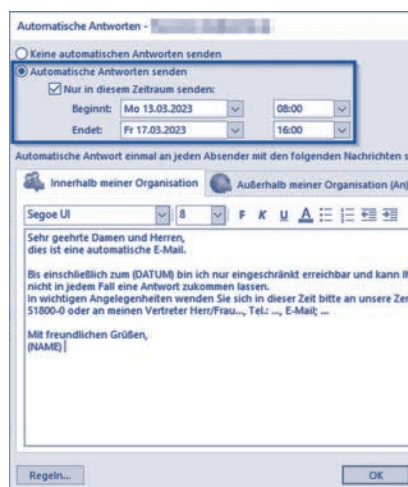 Automatische Antworten -
Keine automatischen Antworten senden
Automatische Antworten senden
Nur in diesem Zeitraum senden:
Beginnt: Mo 13.03.2023 08:00
Endet: Fr 17.03.2023 16:00
Automatische Antwort einmal an jeden Absender mit den folgenden Nachrichten s
Innerhalb meiner Organisation Außerhalb meiner Organisation (An)
Segoe UI 8 F K U A
Sehr geehrte Damen und Herren,
dies ist eine automatische E-Mail.
Bis einschließlich zum (DATUM) bin ich nur eingeschränkt erreichbar und kann Ih
nicht in jedem Fall eine Antwort zukommen lassen.
In wichtigen Angelegenheiten wenden Sie sich in dieser Zeit bitte an unsere Zen
51800-0 oder an meinen Vertreter Herr/Frau..., Tel.: ..., E-Mail; ...
Mit freundlichen Grüßen,
(NAME)
Regeln... OK